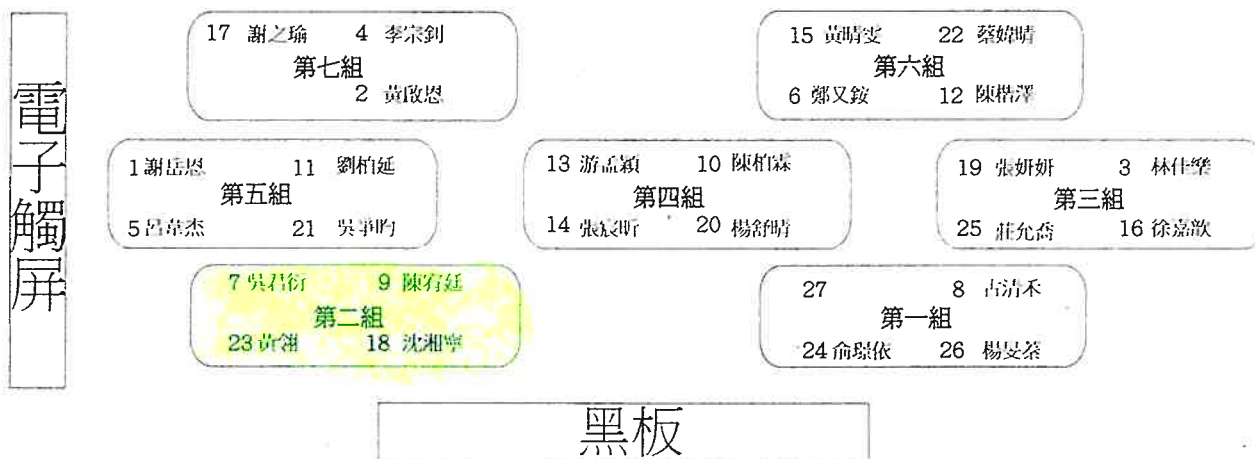 電子觸屏
17 謝之瑜 4 李宗釗
第七組
2 黃啟恩
15 黃晴雯 22 蔡媁晴
第六組
6 鄭又銨 12 陳楷澤
1 謝岳恩 11 劉柏延
第五組
5 呂 杰 21 吳 昀
13 游孟穎 10 陳柏霖
第四組
14 張宸昕 20 楊舒晴
19 張妍妍 3 林仕樂
第三組
25 莊允喬 16 徐嘉歆
7 吳君衍 9 陳宥廷
第二組
23 黃翎 18 沈湘寧
27 8 古清禾
第一組
24 俞璟依 26 楊旻蓁
黑板